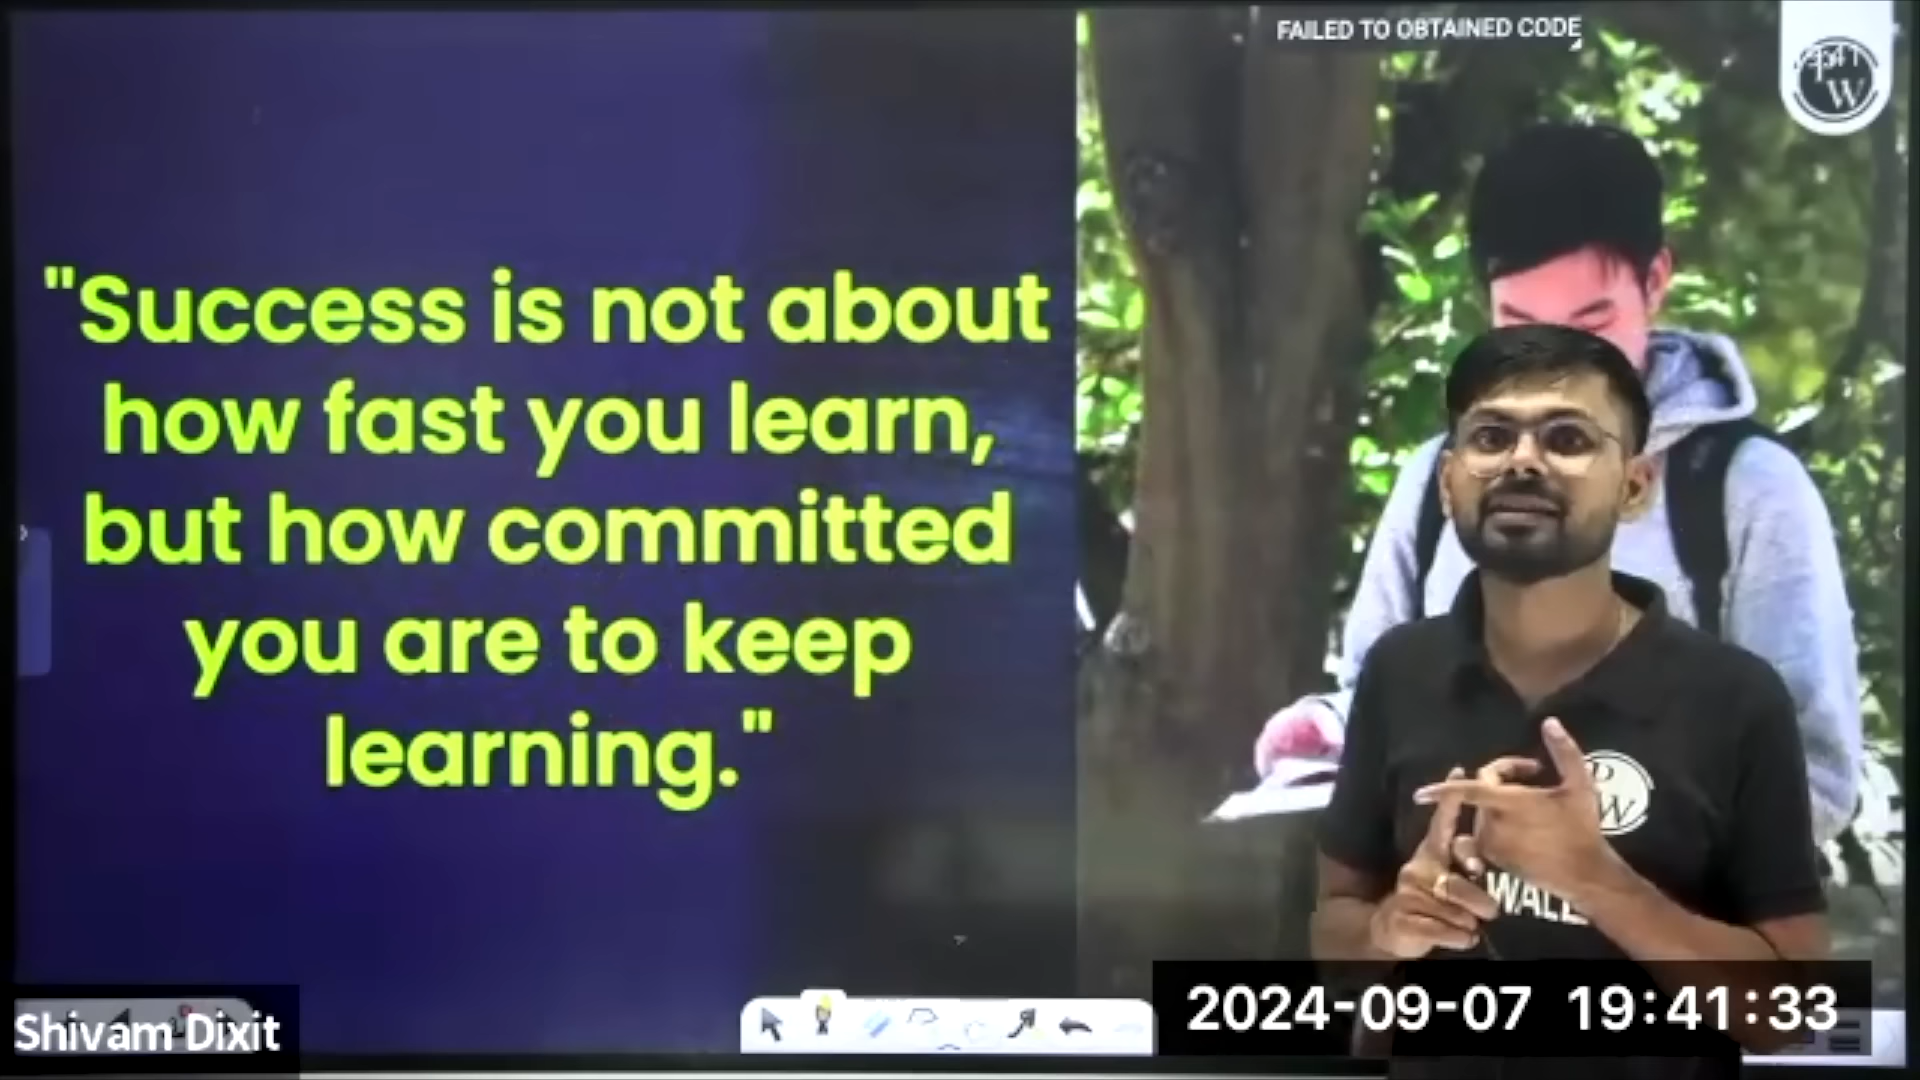 FAILED TO OBTAINED CODE
P
W
"Success is not about
how fast you learn,
but how committed
you are to keep
learning."
P
W
WALL
Shivam Dixit
2024-09-07 19:41:33